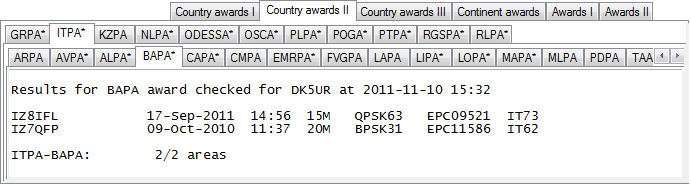 Country awards I Country awards II Country awards III Continent awards Awards I Awards II
GRPA* ITPA* KZPA NLPA* ODESSA* OSCA* PLPA* POGA* PTPA* RGSPA* RLPA*
ARPA AVPA* ALPA* BAPA* CAPA* CMPA EMRPA* FVGPA LAPA LIPA* LOPA* MAPA* MLPA PDPA TAA
Results for BAPA award checked for DK5UR at 2011-11-10 15:32
IZ8IFL 17-Sep-2011 14:56 15M QPSK63 EPC09521 IT73
IZ7QFP 09-Oct-2010 11:37 20M BPSK31 EPC11586 IT62
ITPA-BAPA: 2/2 areas